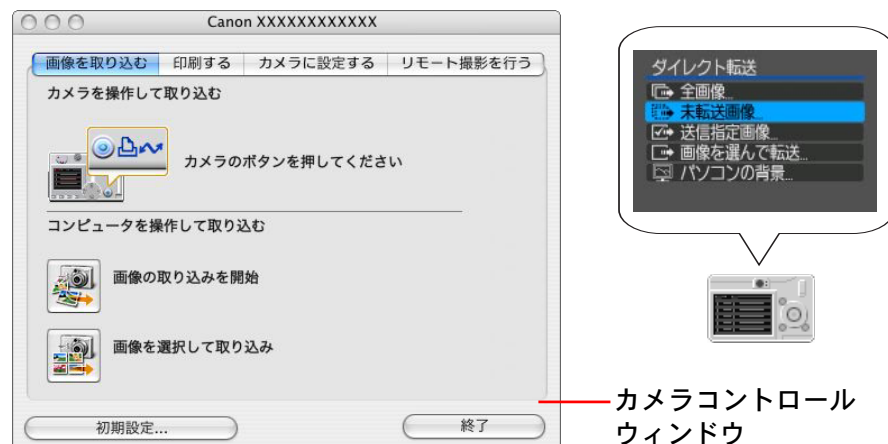 Canon XXXXXXXXXXXX
画像を取り込む 印刷する カメラに設定する リモート撮影を行う
カメラを操作して取り込む
カメラのボタンを押してください
コンピュータを操作して取り込む
画像の取り込みを開始
画像を選択して取り込み
初期設定... 終了
ダイレクト転送
全画像...
未転送画像...
送信指定画像...
画像を選んで転送...
パソコンの背景...
カメラコントロール
ウィンドウ